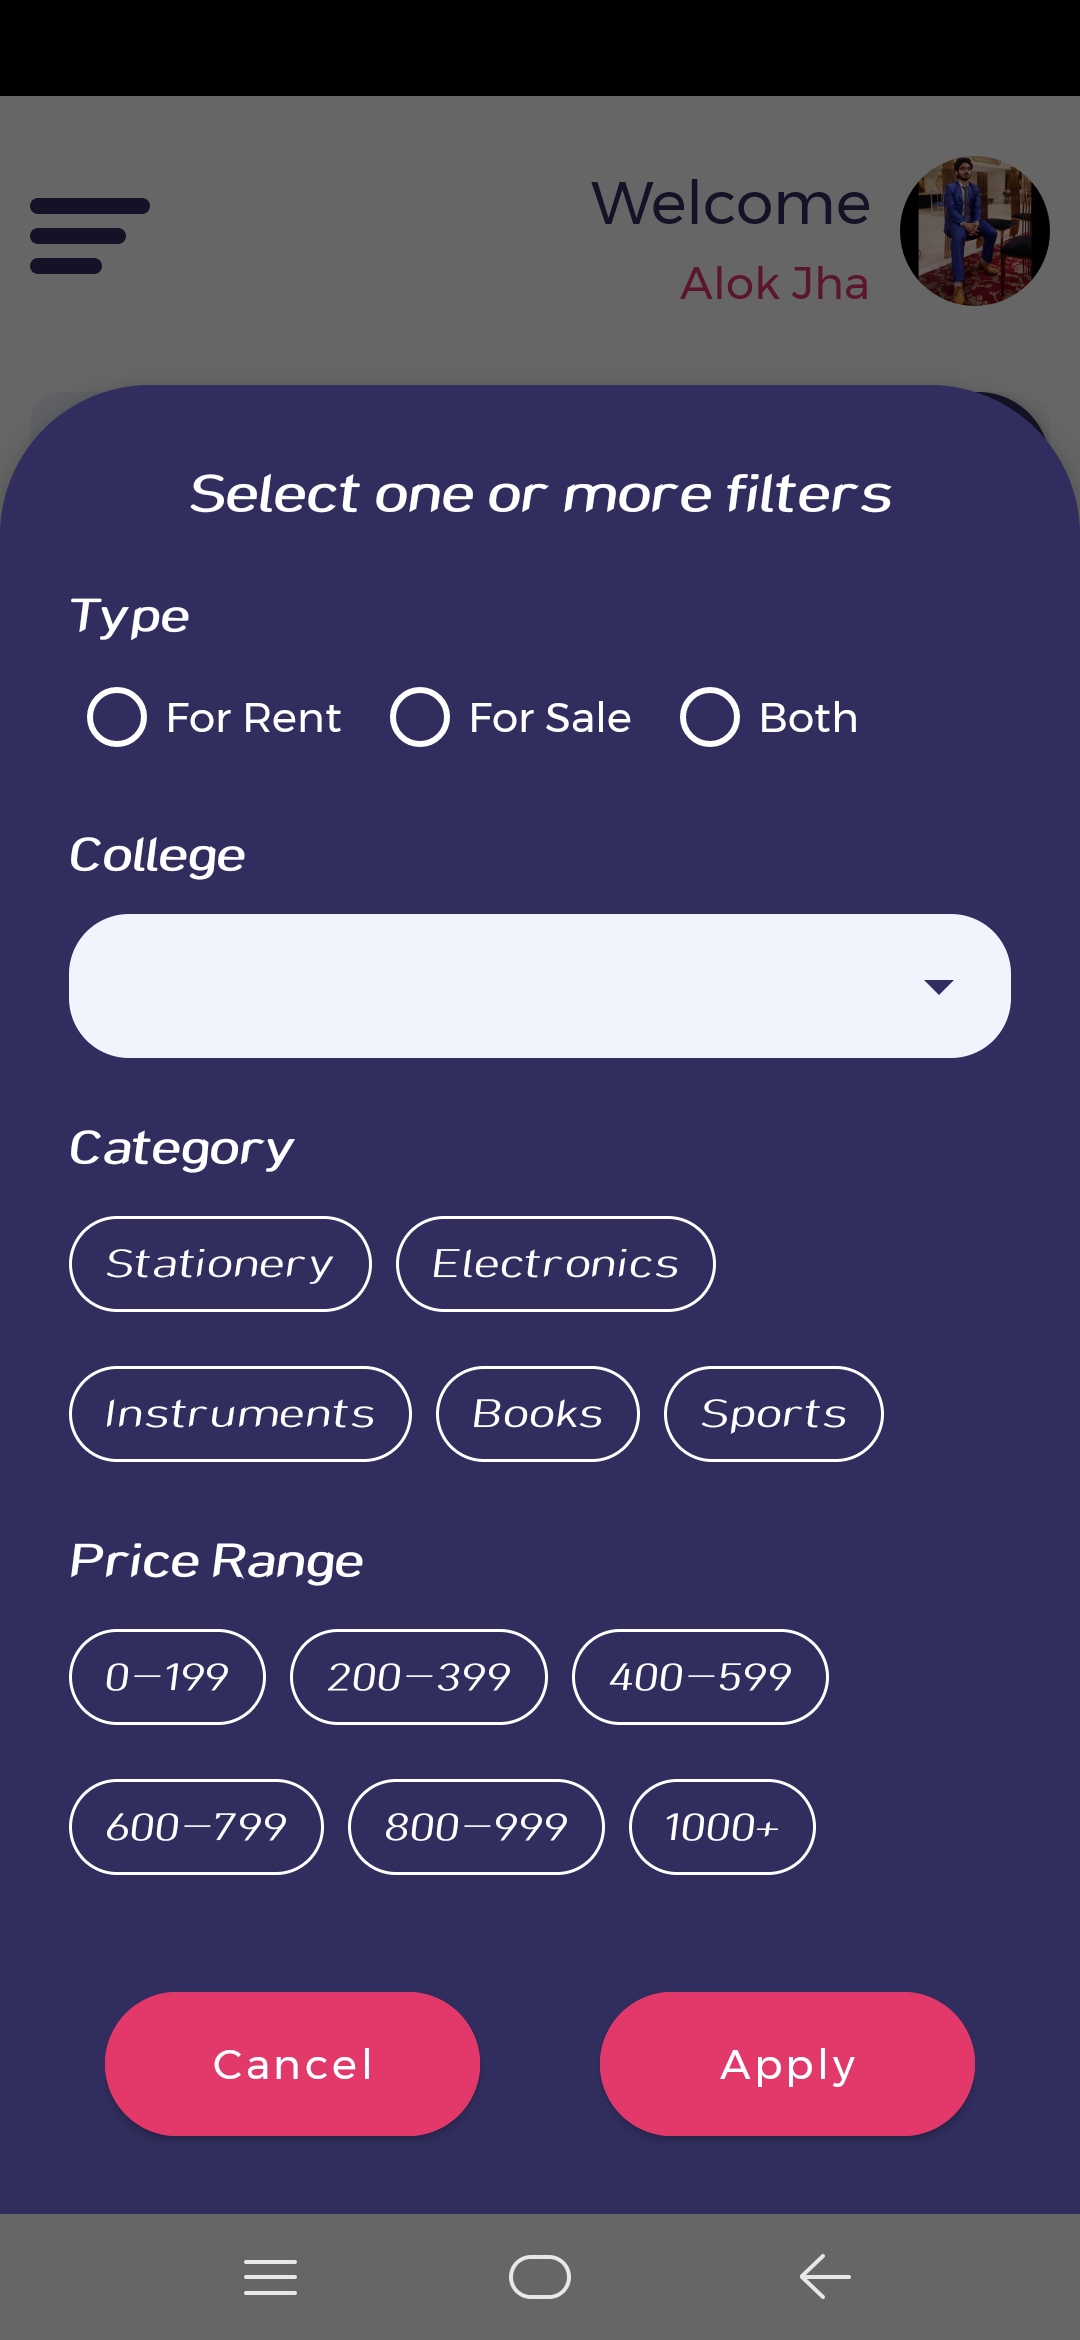 Welcome
Alok Jha
Select one or more filters
Type
For Rent For Sale Both
College
Category
Stationery Electronics
Instruments Books Sports
Price Range
0-199 200-399 400-599
600-799 800-999 1000+
Cancel Apply